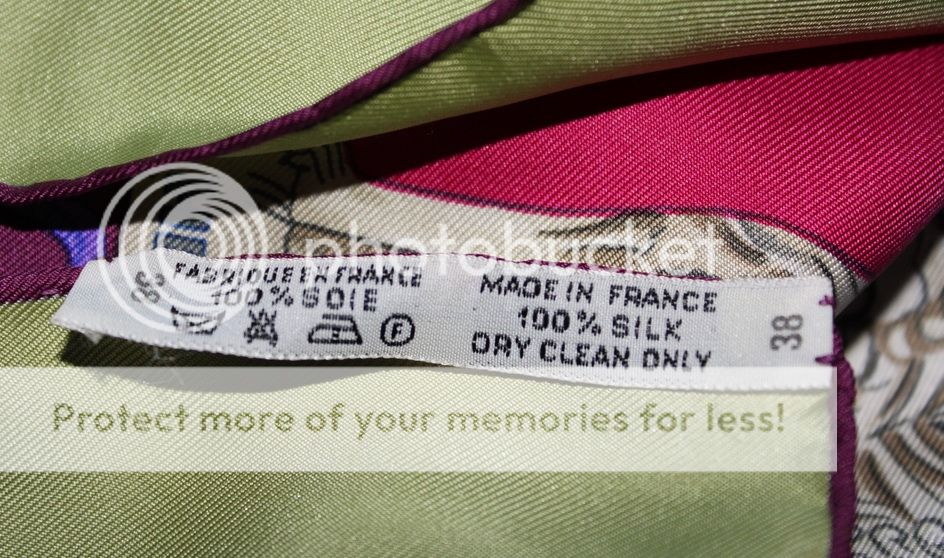 photobucket
38
FABRIQUE EN FRANCE
100% SOIE
F
MADE IN FRANCE
100% SILK
DRY CLEAN ONLY
38
Protect more of your memories for less!